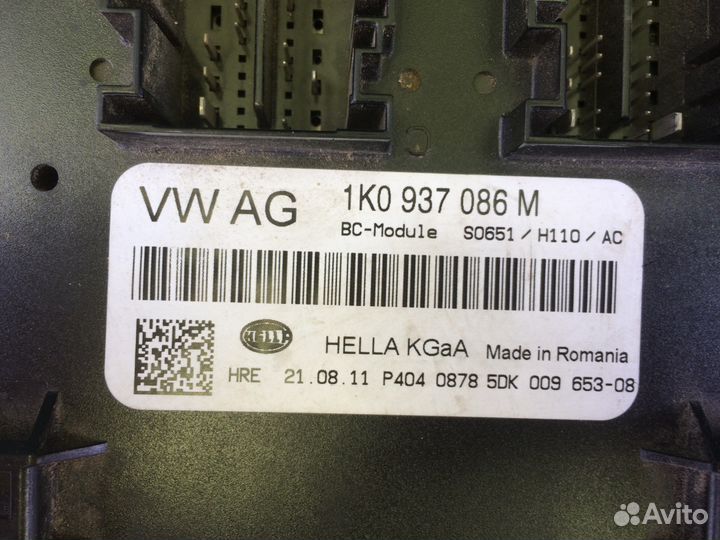 VW AG 1K0 937 086 M
BC-Module S0651 / H110 / AC
HELLA
HELLA KGaA Made in Romania
HRE 21.08.11 P404 0878 5DK 009 653-08
Avito